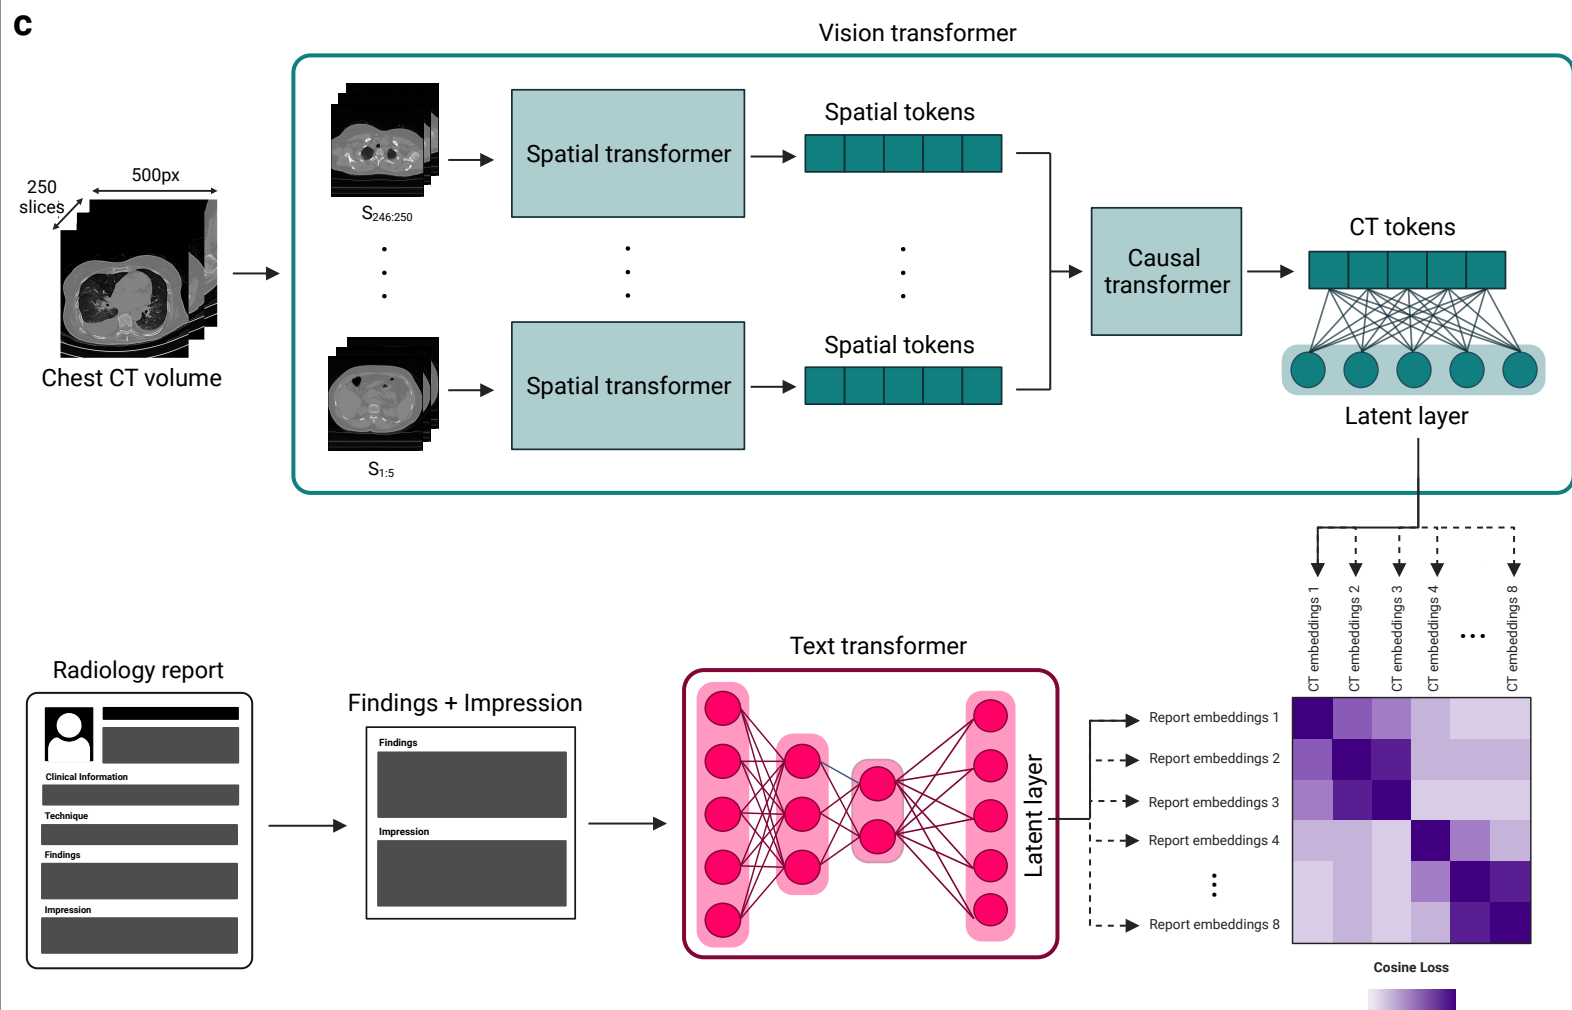 c
Vision transformer
Spatial tokens
Spatial transformer
500px
250
slices
S246:250
CT tokens
Causal
transformer
Spatial tokens
Spatial transformer
Chest CT volume
Latent layer
S1:5
CT embeddings 1
CT embeddings 2
CT embeddings 3
CT embeddings 4
...
CT embeddings 8
Text transformer
Radiology report
Findings + Impression
Findings
Impression
Clinical Information
Technique
Findings
Impression
Latent layer
Report embeddings 1
Report embeddings 2
Report embeddings 3
Report embeddings 4
Report embeddings 8
Cosine Loss